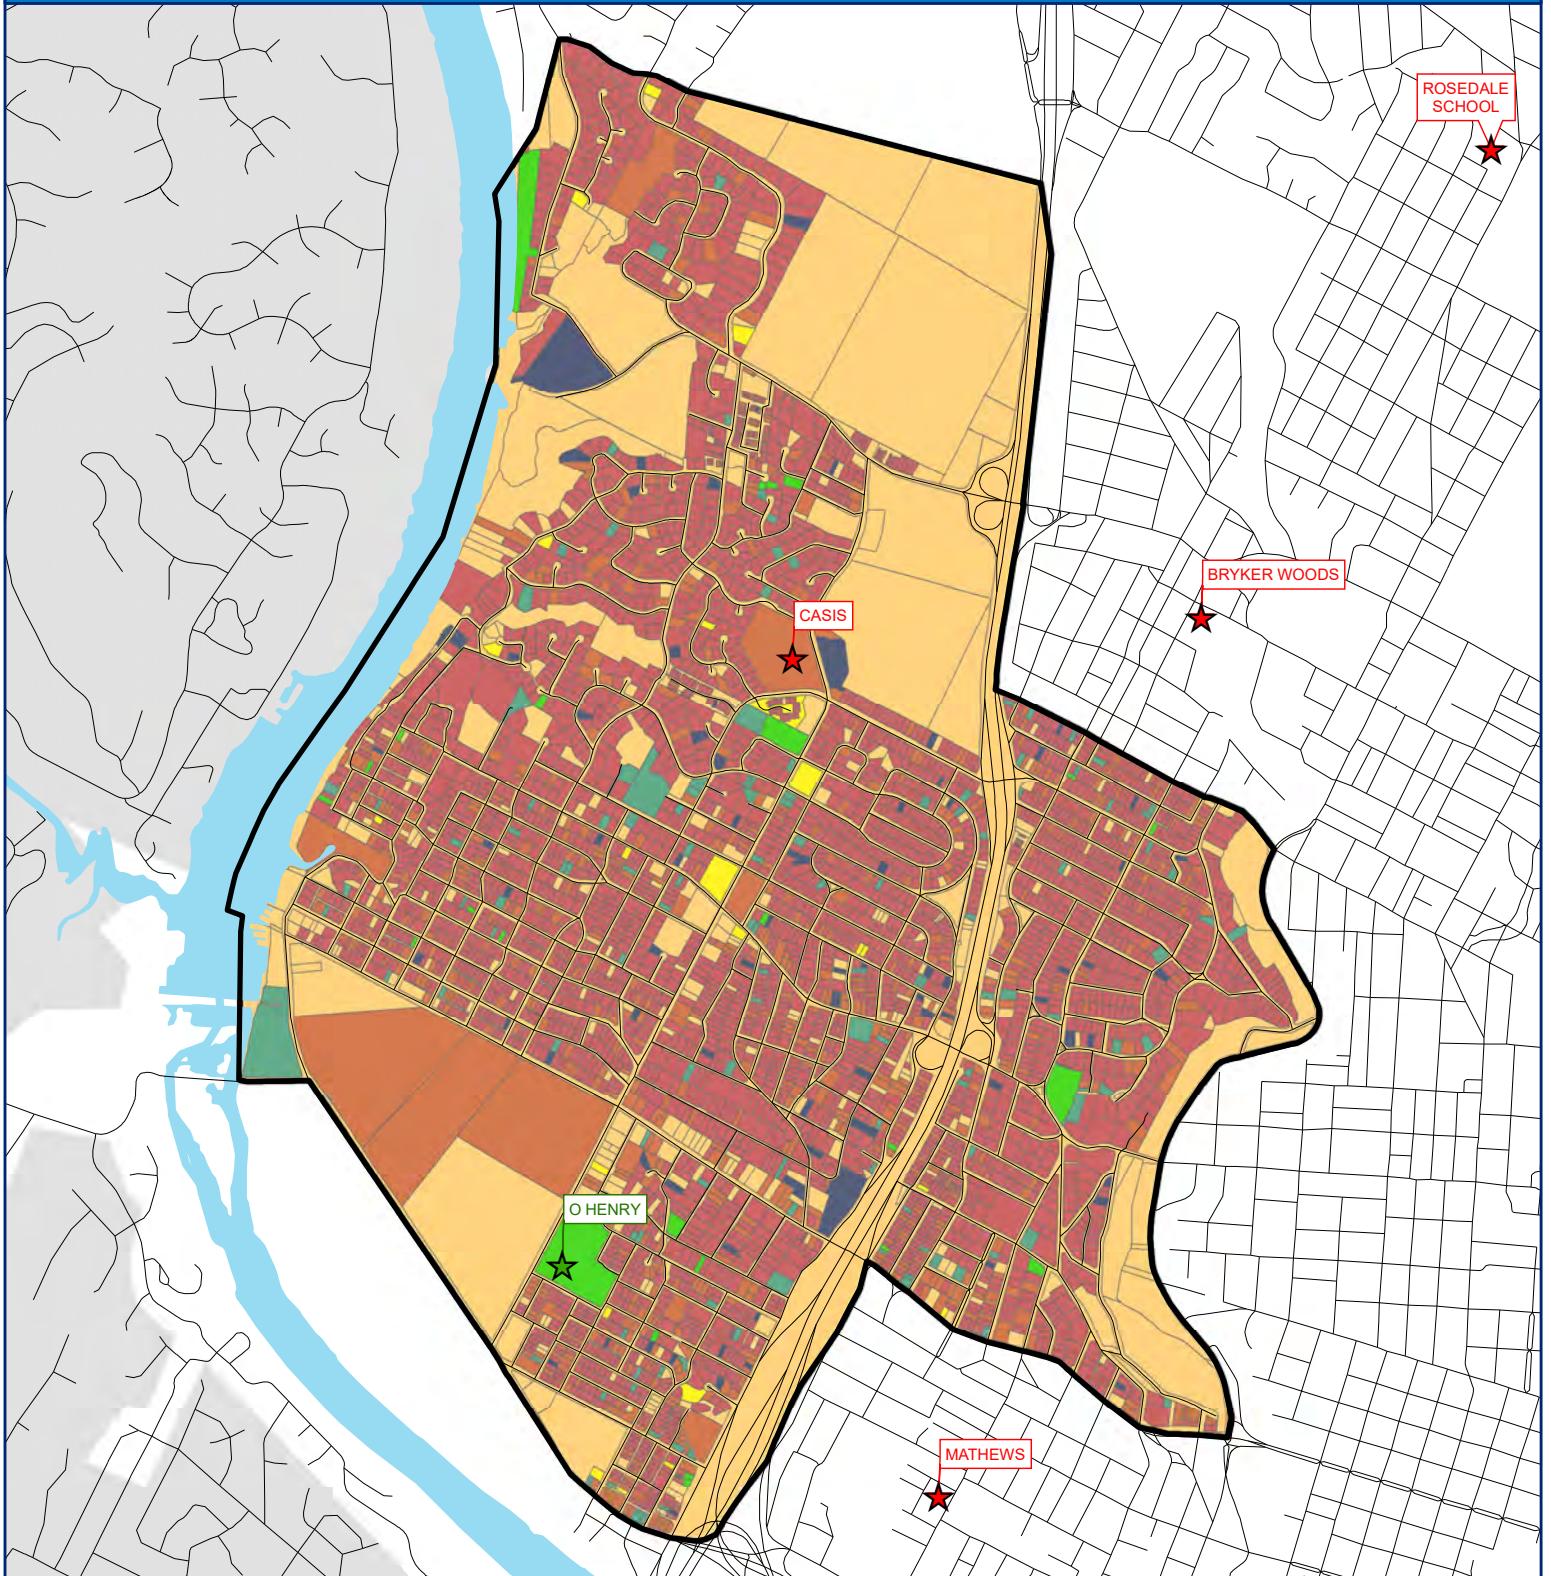 ROSEDALE
SCHOOL
BRYKER WOODS
CASIS
O HENRY
MATHEWS